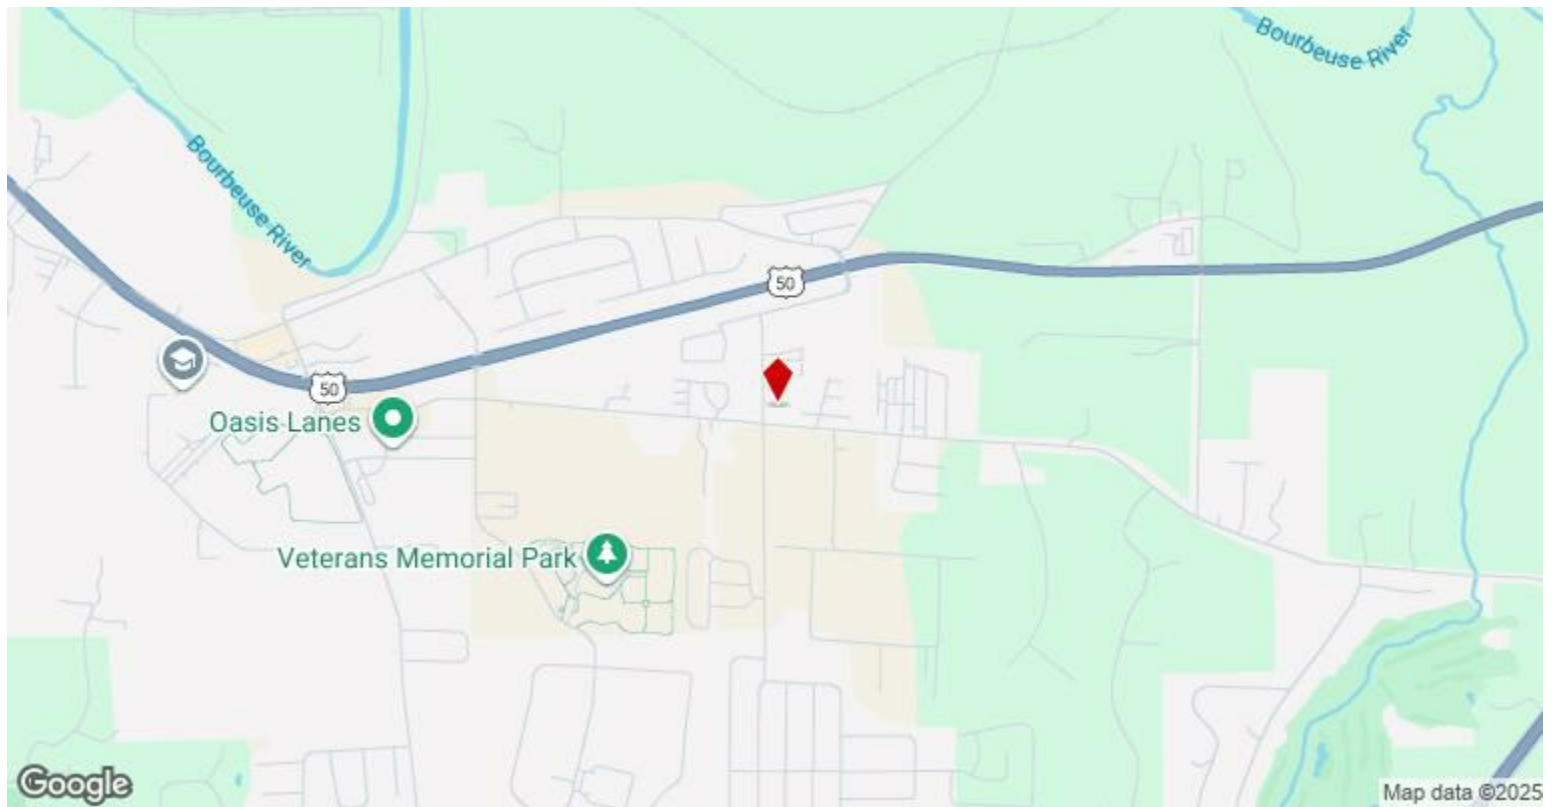 Bourbeuse River
Bourbeuse River
50
50
Oasis Lanes
Veterans Memorial Park
Google
Map data ©2025